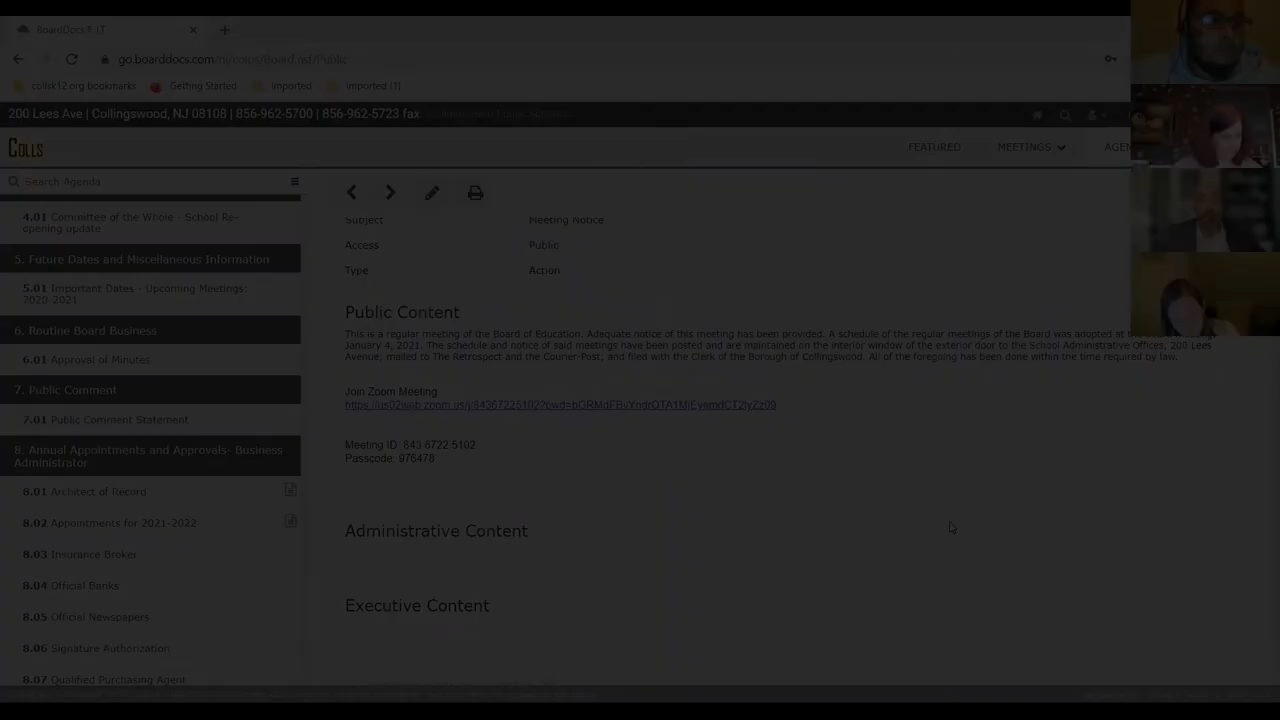 BoardDocs® LT
go.boarddocs.com/nj/colps/Board.nsf/Public
collsk12.org bookmarks Getting Started Imported Imported (1)
200 Lees Ave | Collingswood, NJ 08108 | 856-962-5700 | 856-962-5723 fax
COLLS
FEATURED MEETINGS
Search Agenda
4.01 Committee of the Whole - School Re-
opening update
5. Future Dates and Miscellaneous Information
5.01 Important Dates - Upcoming Meetings:
2020-2021
6. Routine Board Business
6.01 Approval of Minutes
7. Public Comment
7.01 Public Comment Statement
8. Annual Appointments and Approvals- Business
Administrator
8.01 Architect of Record
8.02 Appointments for 2021-2022
8.03 Insurance Broker
8.04 Official Banks
8.05 Official Newspapers
8.06 Signature Authorization
8.07 Qualified Purchasing Agent
Subject Meeting Notice
Access Public
Type Action
Public Content
This is a regular meeting of the Board of Education. Adequate notice of this meeting has been provided. A schedule of the regular meetings of the Board was adopted at
January 4, 2021. The schedule and notice of said meetings have been posted and are maintained on the interior window of the exterior door to the School Administrative Offices, 200 Lees
Avenue; mailed to The Retrospect and the Courier-Post; and filed with the Clerk of the Borough of Collingswood. All of the foregoing has been done within the time required by law.
Join Zoom Meeting
Meeting ID: 843 6722 5102
Passcode: 976478
Administrative Content
Executive Content